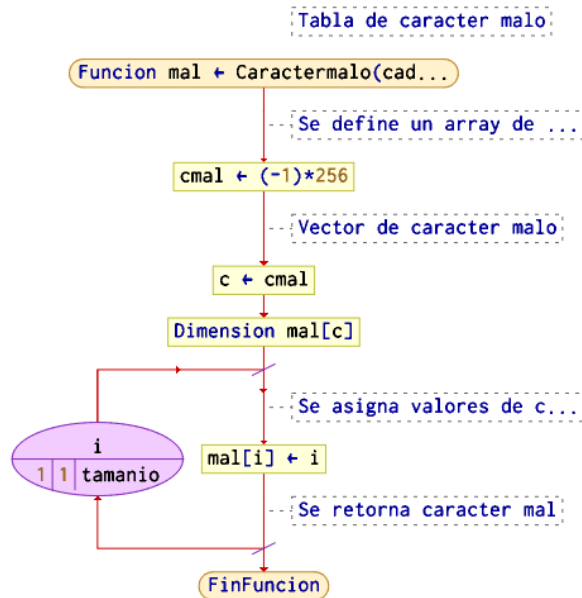 Tabla de caracter malo
Funcion mal ← Caractermalo(cad...
Se define un array de ...
cmal ← (-1)*256
Vector de caracter malo
c ← cmal
Dimension mal[c]
Se asigna valores de c...
i
1 1 tamanio
mal[i] ← i
Se retorna caracter mal
FinFuncion